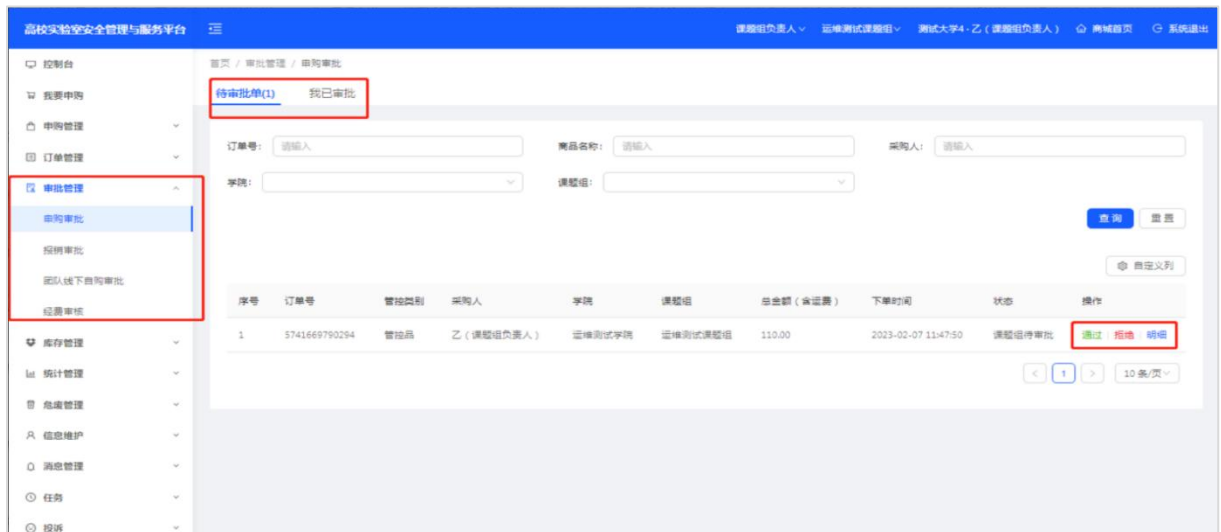 高校实验室安全管理与服务平台 课题组负责人 运维测试课题组 测试大学4-乙（课题组负责人） 商城首页 系统退出
控制台
我要申购
申购管理
订单管理
审批管理
申购审批
报销审批
团队线下自购审批
经费审核
库存管理
统计管理
危废管理
信息维护
消息管理
任务
投诉
首页 / 审批管理 / 申购审批
待审批单(1) 我已审批
订单号： 请输入 商品名称： 请输入 采购人： 请输入
学院： 课题组：
查询 重置
自定义列
序号 订单号 管控类别 采购人 学院 课题组 总金额（含运费） 下单时间 状态 操作
1 5741669790294 管控品 乙（课题组负责人） 运维测试学院 运维测试课题组 110.00 2023-02-07 11:47:50 课题组待审批 通过 拒绝 明细
< 1 > 10 条/页